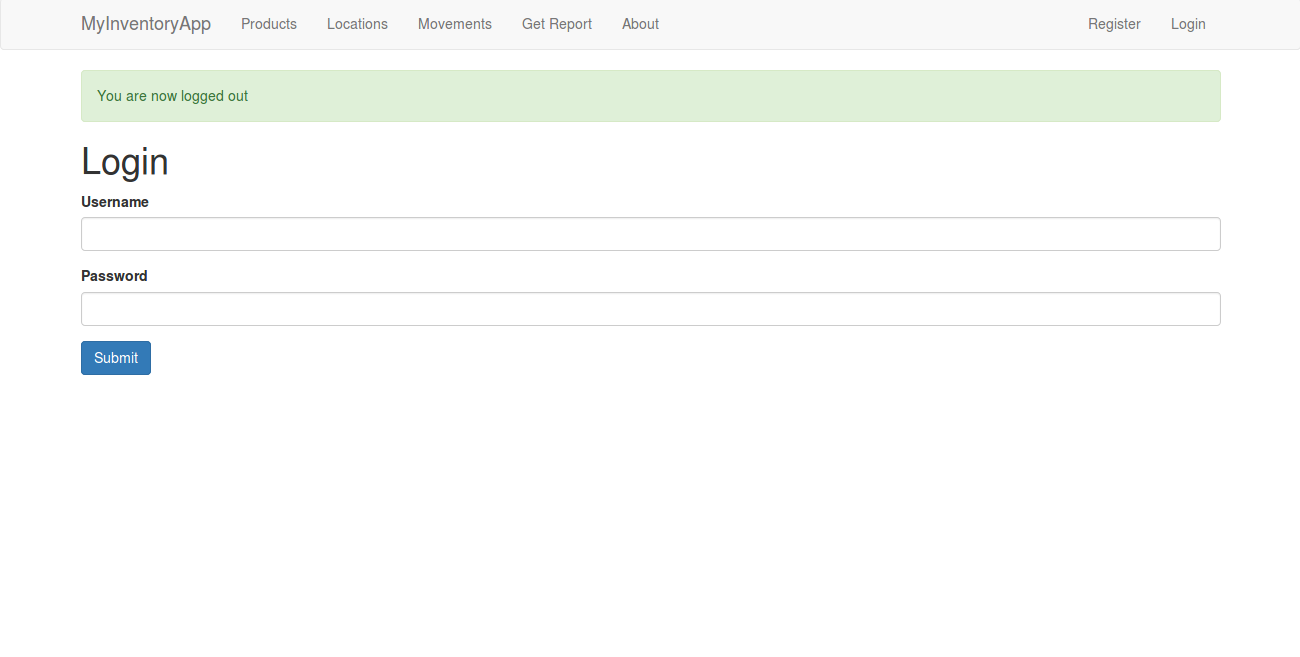 MyInventoryApp Products Locations Movements Get Report About Register Login
You are now logged out
Login
Username
Password
Submit